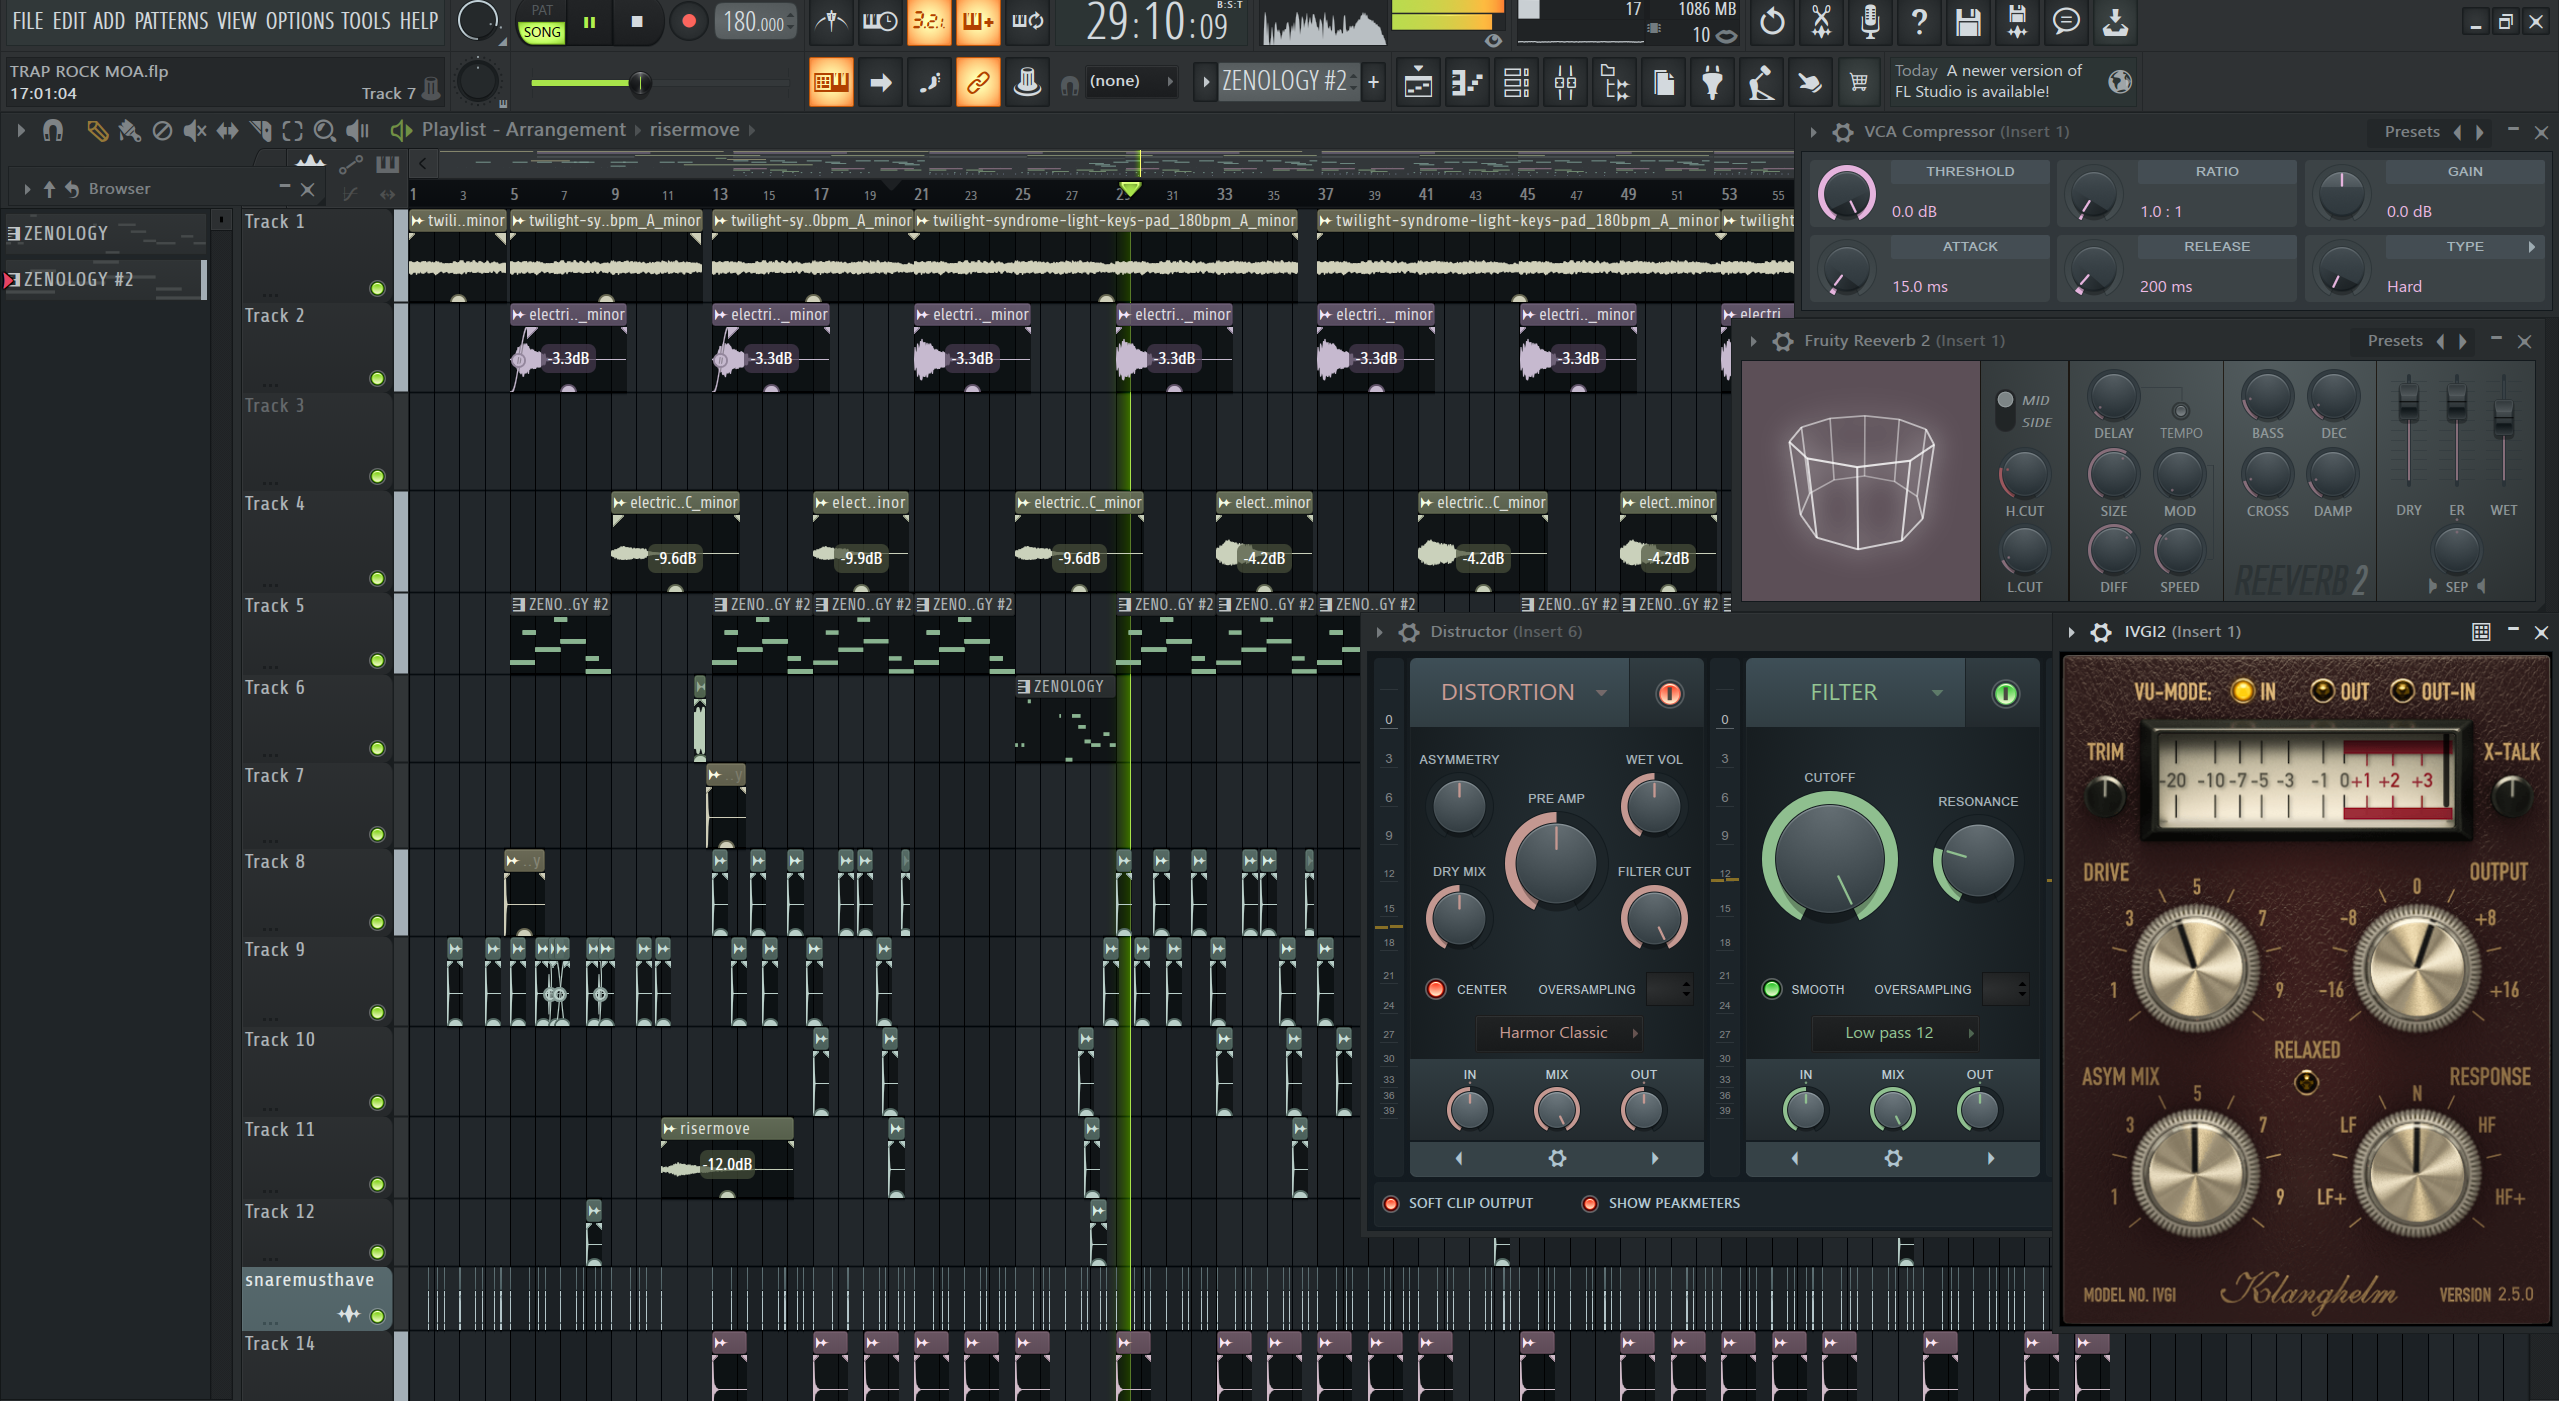 FILE EDIT ADD PATTERNS VIEW OPTIONS TOOLS HELP
PAT
SONG
180.000
3.2.1
29:10:09
B:S:T
17
1086 MB
10
TRAP ROCK MOA.flp
17:01:04
Track 7
(none)
ZENOLOGY #2
+
Today A newer version of
FL Studio is available!
Playlist - Arrangement risermove
Browser
1 3 5 7 9 11 13 15 17 19 21 23 25 27 31 33 35 37 39 41 43 45 47 49 51 53 55
ZENOLOGY
ZENOLOGY #2
Track 1
twili.. minor
twilight-sy..bpm_A_minor
twilight-sy..0bpm_A_minor
twilight-syndrome-light-keys-pad_180bpm_A_minor
twilight-syndrome-light-keys-pad_180bpm_A_minor
twilight
Track 2
electri.._minor
electri.._minor
electri.._minor
electri.._minor
electri.._minor
electri.._minor
electri
-3.3dB
-3.3dB
-3.3dB
-3.3dB
-3.3dB
-3.3dB
Track 3
Track 4
electric..C_minor
elect..inor
electric..C_minor
elect..minor
electric..C_minor
elect..minor
-9.6dB
-9.9dB
-9.6dB
-4.2dB
-4.2dB
-4.2dB
Track 5
ZENO..GY #2
ZENO..GY #2
ZENO..GY #2
ZENO..GY #2
ZENO..GY #2
ZENO..GY #2
ZENO..GY #2
ZENO..GY #2
ZENO..GY #2
Track 6
ZENOLOGY
Track 7
..y
Track 8
..y
Track 9
Track 10
Track 11
risermove
-12.0dB
Track 12
snaremusthave
Track 14
VCA Compressor (Insert 1)
Presets
THRESHOLD
0.0 dB
RATIO
1.0 : 1
GAIN
0.0 dB
ATTACK
15.0 ms
RELEASE
200 ms
TYPE
Hard
Fruity Reeverb 2 (Insert 1)
Presets
MID
SIDE
H.CUT
L.CUT
DELAY
TEMPO
SIZE
MOD
DIFF
SPEED
BASS
DEC
CROSS
DAMP
REEVERB 2
DRY
ER
WET
SEP
Distructor (Insert 6)
DISTORTION
ASYMMETRY
WET VOL
PRE AMP
DRY MIX
FILTER CUT
CENTER
OVERSAMPLING
Harmor Classic
IN
MIX
OUT
0
3
6
9
12
15
18
21
24
27
30
33
36
39
FILTER
CUTOFF
RESONANCE
SMOOTH
OVERSAMPLING
Low pass 12
IN
MIX
OUT
0
3
6
9
12
15
18
21
24
27
30
33
36
39
SOFT CLIP OUTPUT
SHOW PEAKMETERS
IVGI2 (Insert 1)
VU-MODE: IN OUT OUT-IN
TRIM
X-TALK
-20 -10 -7 -5 -3 -1 0 +1 +2 +3
DRIVE
1 3 5 7 9
OUTPUT
-16 -8 0 +8 +16
RELAXED
ASYM MIX
1 3 5 7 9
RESPONSE
LF+ LF N HF HF+
MODEL NO. IVGI
Klanghelm
VERSION 2.5.0